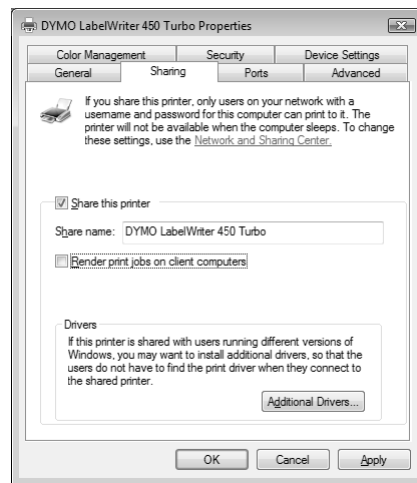 DYMO LabelWriter 450 Turbo Properties
Color Management Security Device Settings
General Sharing Ports Advanced
If you share this printer, only users on your network with a
username and password for this computer can print to it. The
printer will not be available when the computer sleeps. To change
these settings, use the Network and Sharing Center.
Share this printer
Share name: DYMO LabelWriter 450 Turbo
Render print jobs on client computers
Drivers
If this printer is shared with users running different versions of
Windows, you may want to install additional drivers, so that the
users do not have to find the print driver when they connect to
the shared printer.
Additional Drivers...
OK Cancel Apply